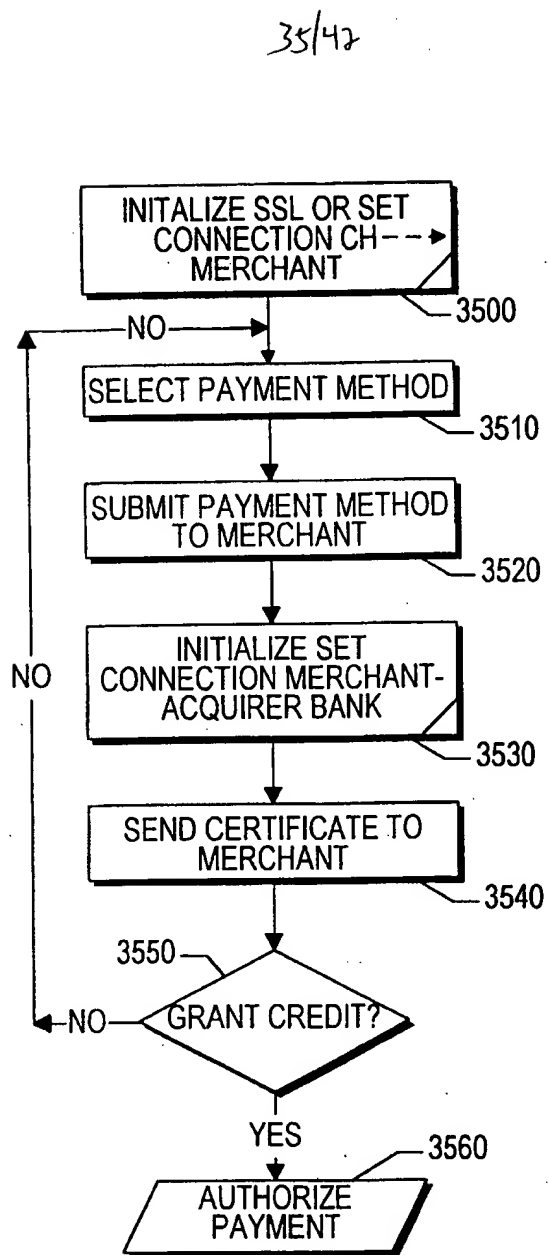 35/42
INITALIZE SSL OR SET
CONNECTION CH
MERCHANT
3500
NO
SELECT PAYMENT METHOD
3510
SUBMIT PAYMENT METHOD
TO MERCHANT
3520
NO
INITIALIZE SET
CONNECTION MERCHANT-
ACQUIRER BANK
3530
SEND CERTIFICATE TO
MERCHANT
3540
3550
NO
GRANT CREDIT?
YES
3560
AUTHORIZE
PAYMENT